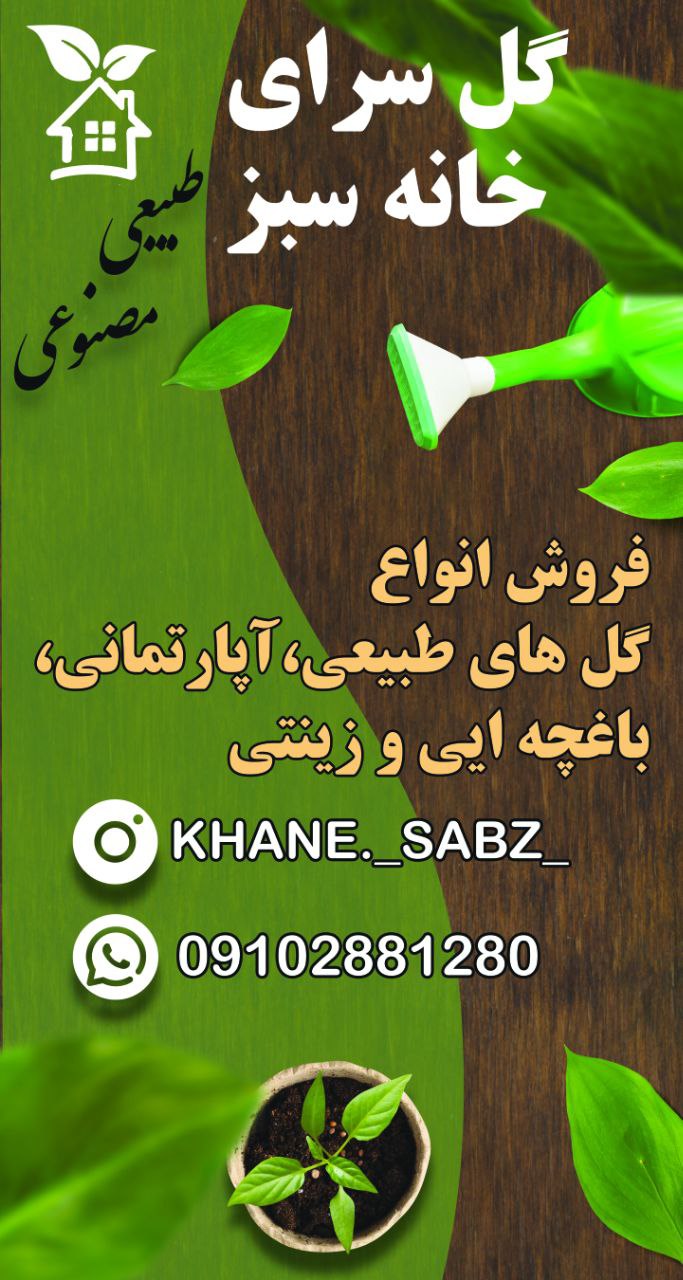 گل سرای
خانه سبز
طبیعی
مصنوعی
فروش انواع
گل های طبیعی،آپارتمانی،
باغچه ایی و زینتی
KHANE._SABZ_
09102881280